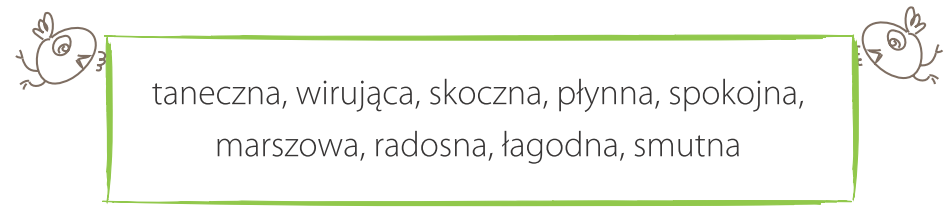 taneczna, wirująca, skoczna, płynna, spokojna,
marszowa, radosna, łagodna, smutna